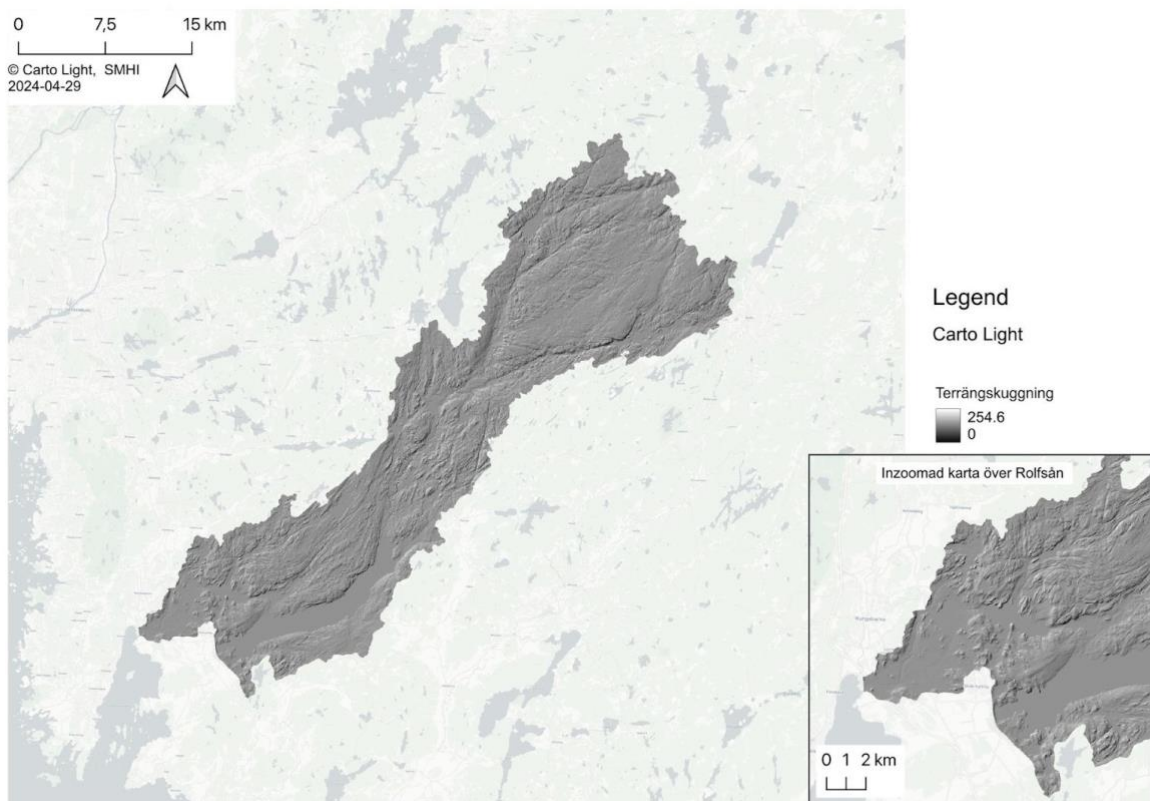 0 7,5 15 km
© Carto Light, SMHI
2024-04-29
Legend
Carto Light
Terrängskuggning
254.6
0
Inzoomad karta över Rolfsån
0 1 2 km